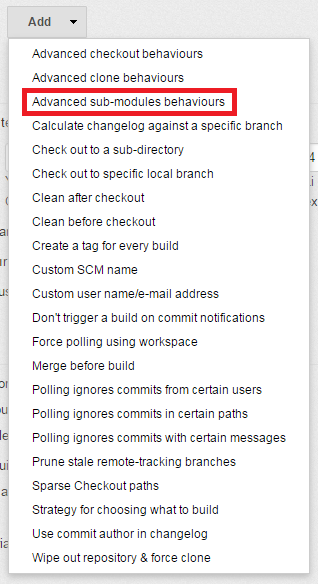 Add
Advanced checkout behaviours
Advanced clone behaviours
Advanced sub-modules behaviours
Calculate changelog against a specific branch
Check out to a sub-directory
Check out to specific local branch
Clean after checkout
Clean before checkout
Create a tag for every build
Custom SCM name
Custom user name/e-mail address
Don't trigger a build on commit notifications
Force polling using workspace
Merge before build
Polling ignores commits from certain users
Polling ignores commits in certain paths
Polling ignores commits with certain messages
Prune stale remote-tracking branches
Sparse Checkout paths
Strategy for choosing what to build
Use commit author in changelog
Wipe out repository & force clone